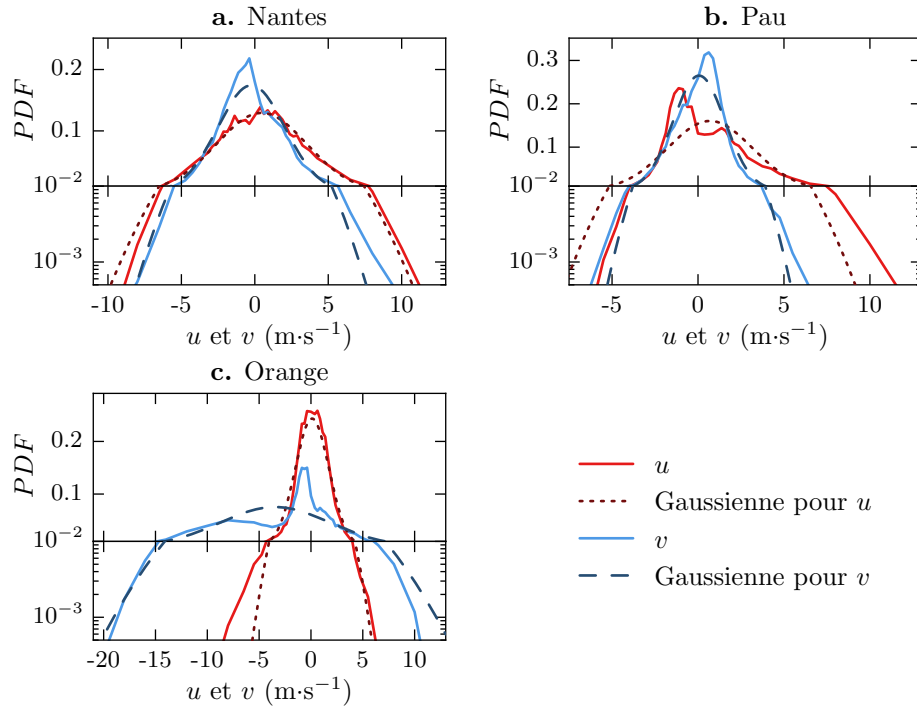 a. Nantes
PDF
0.2
0.1
10⁻²
10⁻³
-10 -5 0 5 10
u et v (m·s⁻¹)
b. Pau
PDF
0.3
0.2
0.1
10⁻²
10⁻³
-5 0 5 10
u et v (m·s⁻¹)
c. Orange
PDF
0.2
0.1
10⁻²
10⁻³
-20 -15 -10 -5 0 5 10
u et v (m·s⁻¹)
u
Gaussienne pour u
v
Gaussienne pour v